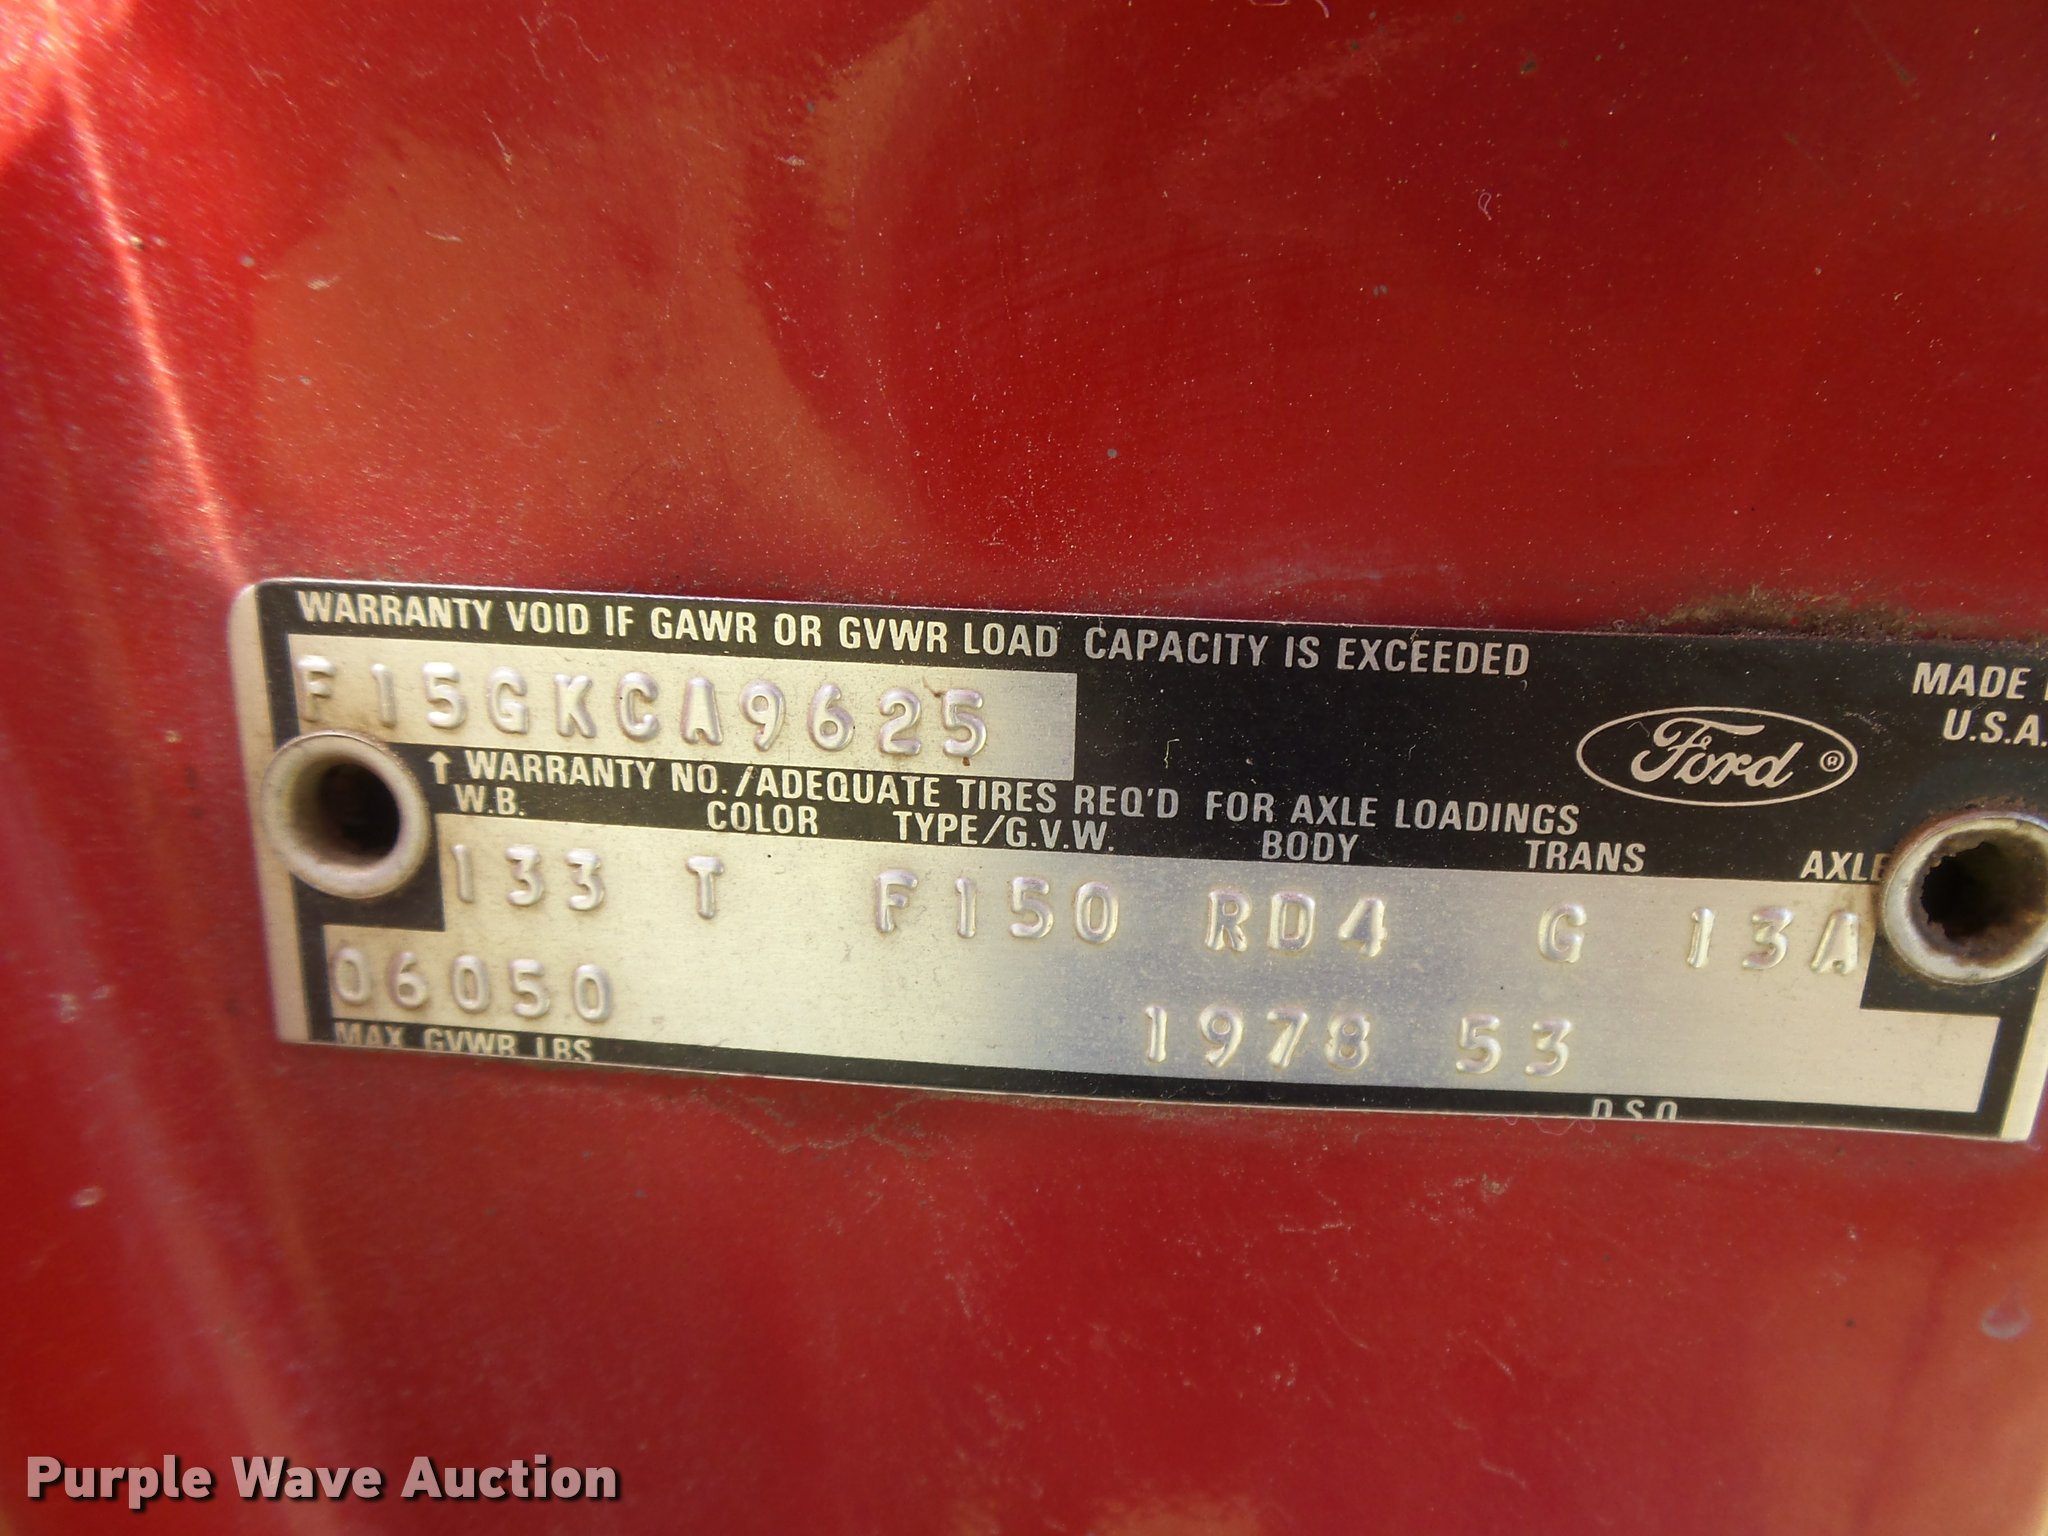 WARRANTY VOID IF GAWR OR GVWR LOAD CAPACITY IS EXCEEDED
F15GKCA9625
MADE
U.S.A.
Ford ®
↑ WARRANTY NO./ADEQUATE TIRES REQ'D FOR AXLE LOADINGS
W.B. COLOR TYPE/G.V.W. BODY TRANS AXLE
133 T F150 RD4 G 13A
06050 1978 53
MAX GVWR LBS D S O
Purple Wave Auction